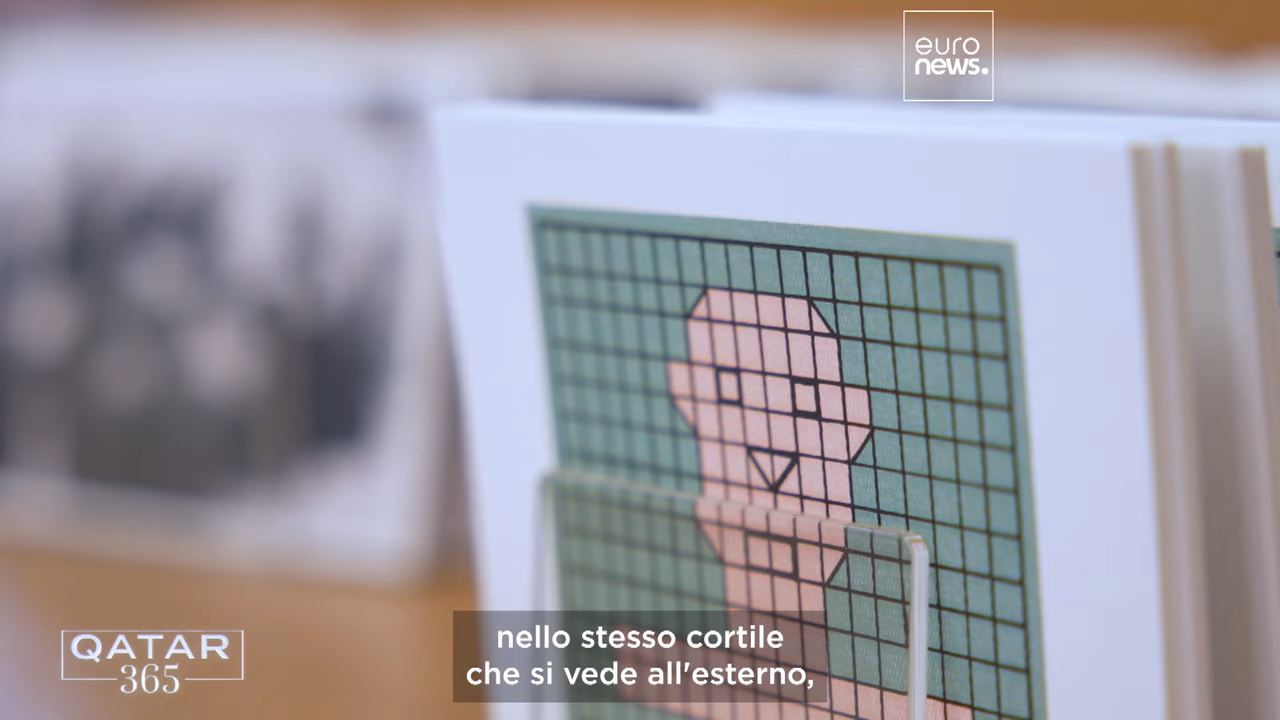 euro
news.
nello stesso cortile
che si vede all'esterno,
QATAR
365